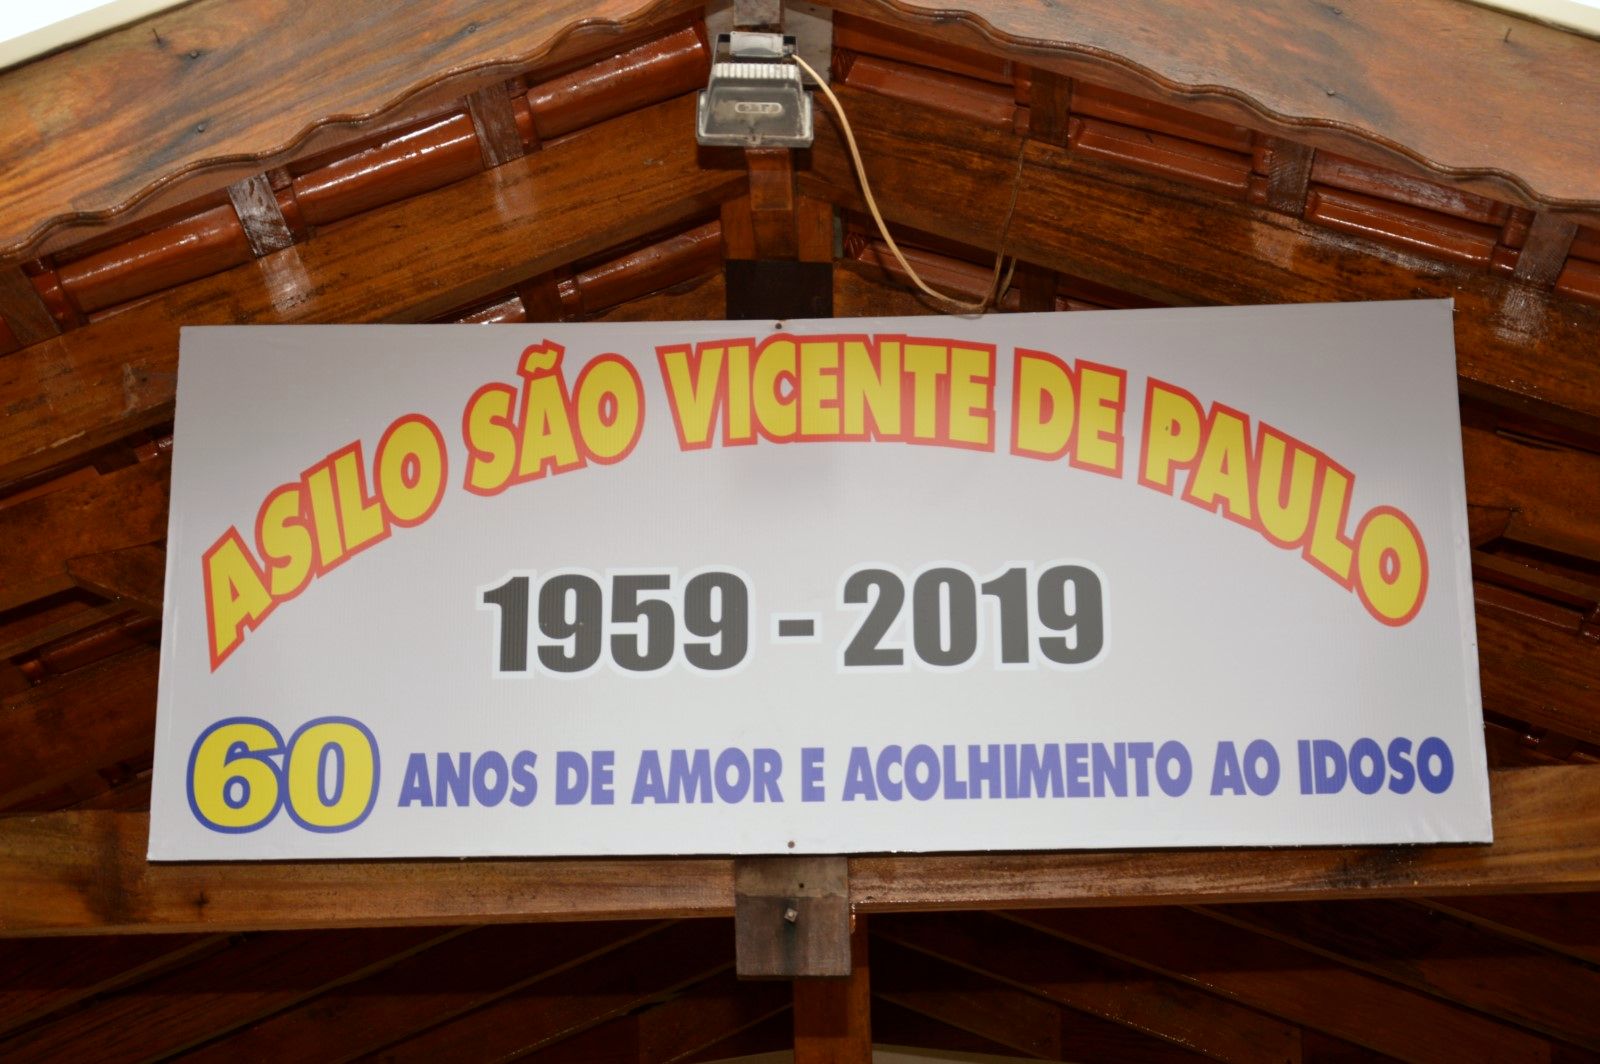 ASILO SÃO VICENTE DE PAULO
1959 - 2019
60 ANOS DE AMOR E ACOLHIMENTO AO IDOSO